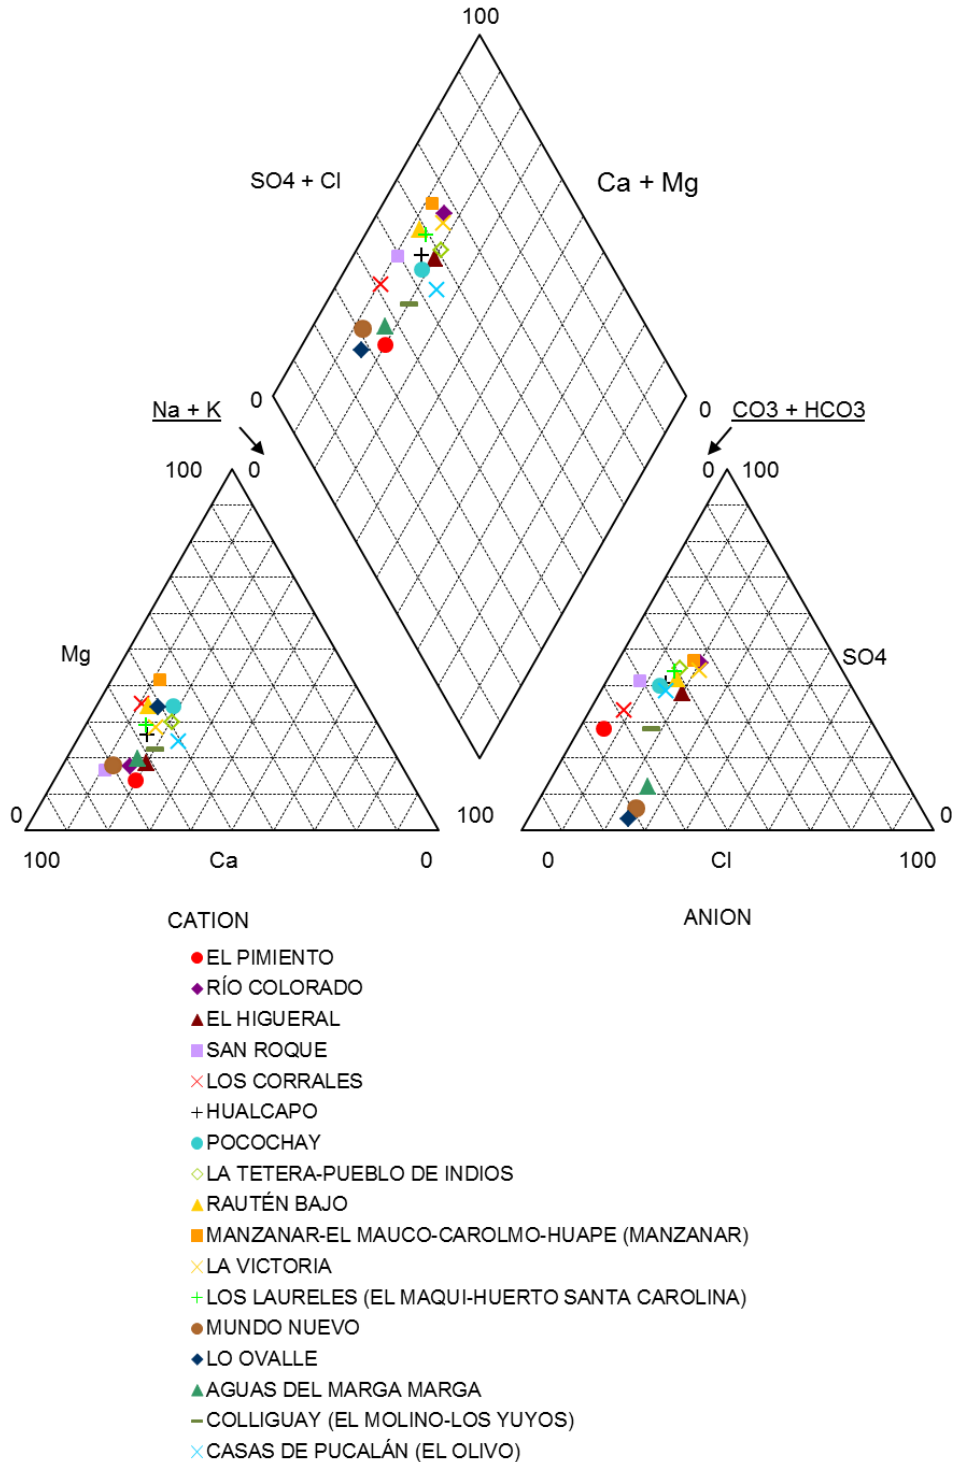 100
SO4 + Cl
Ca + Mg
0
0
Na + K
CO3 + HCO3
100
0
0
100
Mg
SO4
0
100
0
100
Ca
0
0
Cl
100
CATION
ANION
EL PIMIENTO
RÍO COLORADO
EL HIGUERAL
SAN ROQUE
LOS CORRALES
HUALCAPO
POCOCHAY
LA TETERA-PUEBLO DE INDIOS
RAUTÉN BAJO
MANZANAR-EL MAUCO-CAROLMO-HUAPE (MANZANAR)
LA VICTORIA
LOS LAURELES (EL MAQUI-HUERTO SANTA CAROLINA)
MUNDO NUEVO
LO OVALLE
AGUAS DEL MARGA MARGA
COLLIGUAY (EL MOLINO-LOS YUYOS)
CASAS DE PUCALÁN (EL OLIVO)